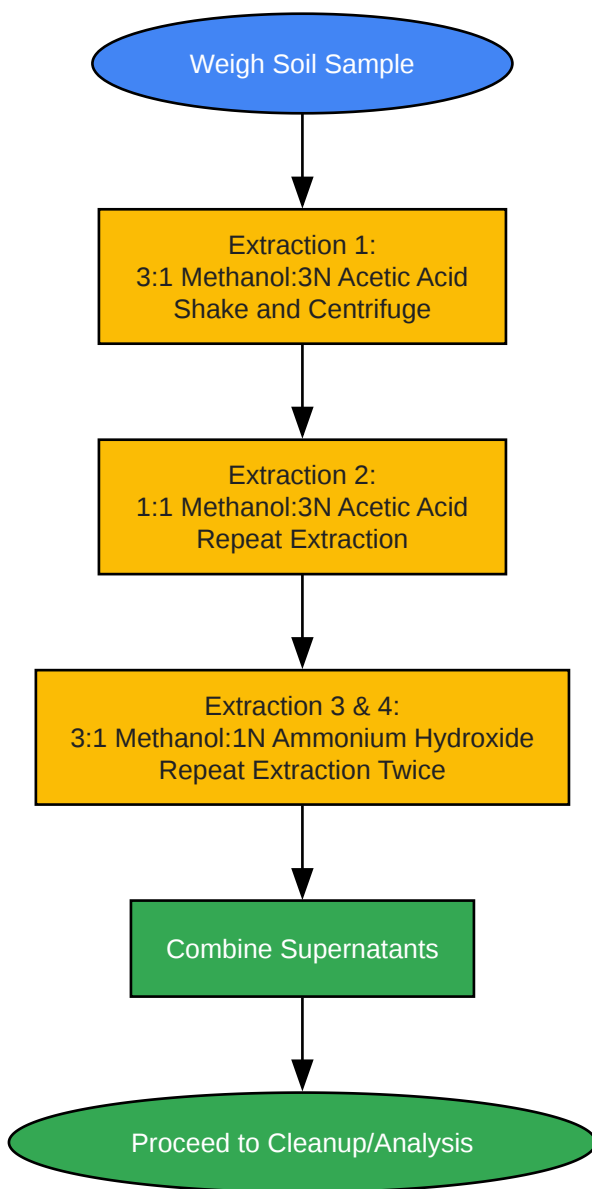 Weigh Soil Sample
Extraction 1:
3:1 Methanol:3N Acetic Acid
Shake and Centrifuge
Extraction 2:
1:1 Methanol:3N Acetic Acid
Repeat Extraction
Extraction 3 & 4:
3:1 Methanol:1N Ammonium Hydroxide
Repeat Extraction Twice
Combine Supernatants
Proceed to Cleanup/Analysis